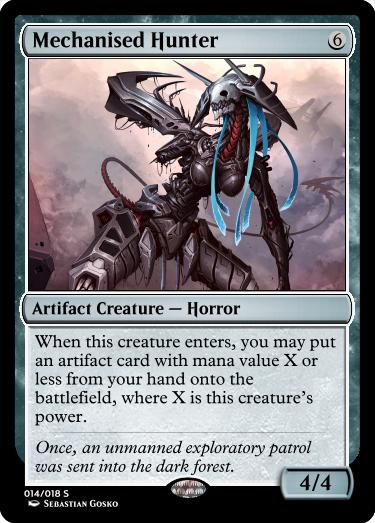 Mechanised Hunter 6
Artifact Creature — Horror
When this creature enters, you may put
an artifact card with mana value X or
less from your hand onto the
battlefield, where X is this creature's
power.
Once, an unmanned exploratory patrol
was sent into the dark forest.
4/4
014/018 S
Sebastian Gosko